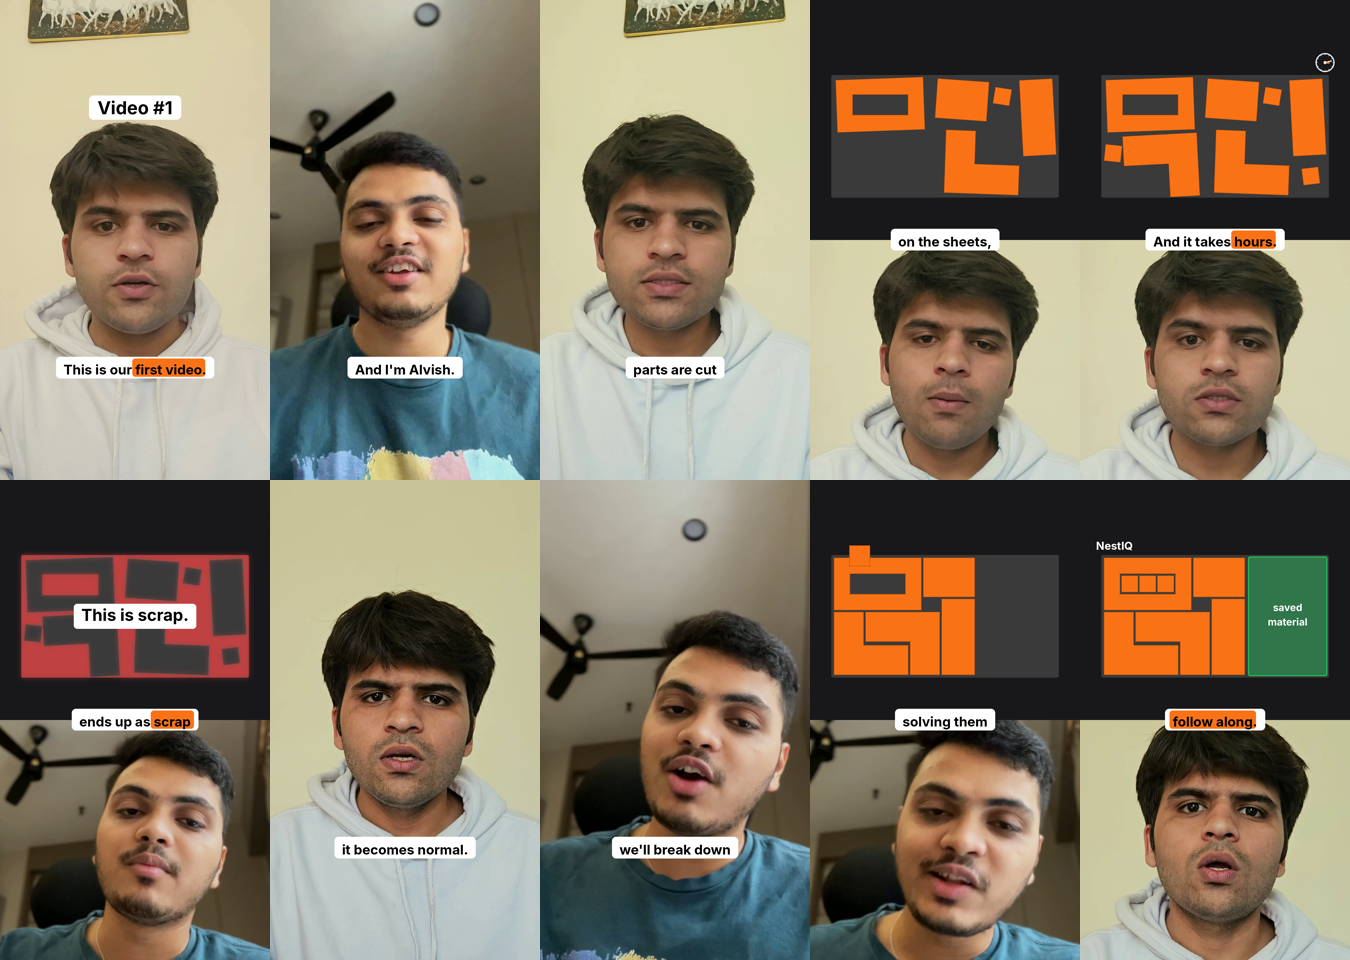 Video #1
This is our first video.
And I'm Alvish.
parts are cut
on the sheets,
And it takes hours.
This is scrap.
ends up as scrap
it becomes normal.
we'll break down
solving them
NestIQ
saved
material
follow along.